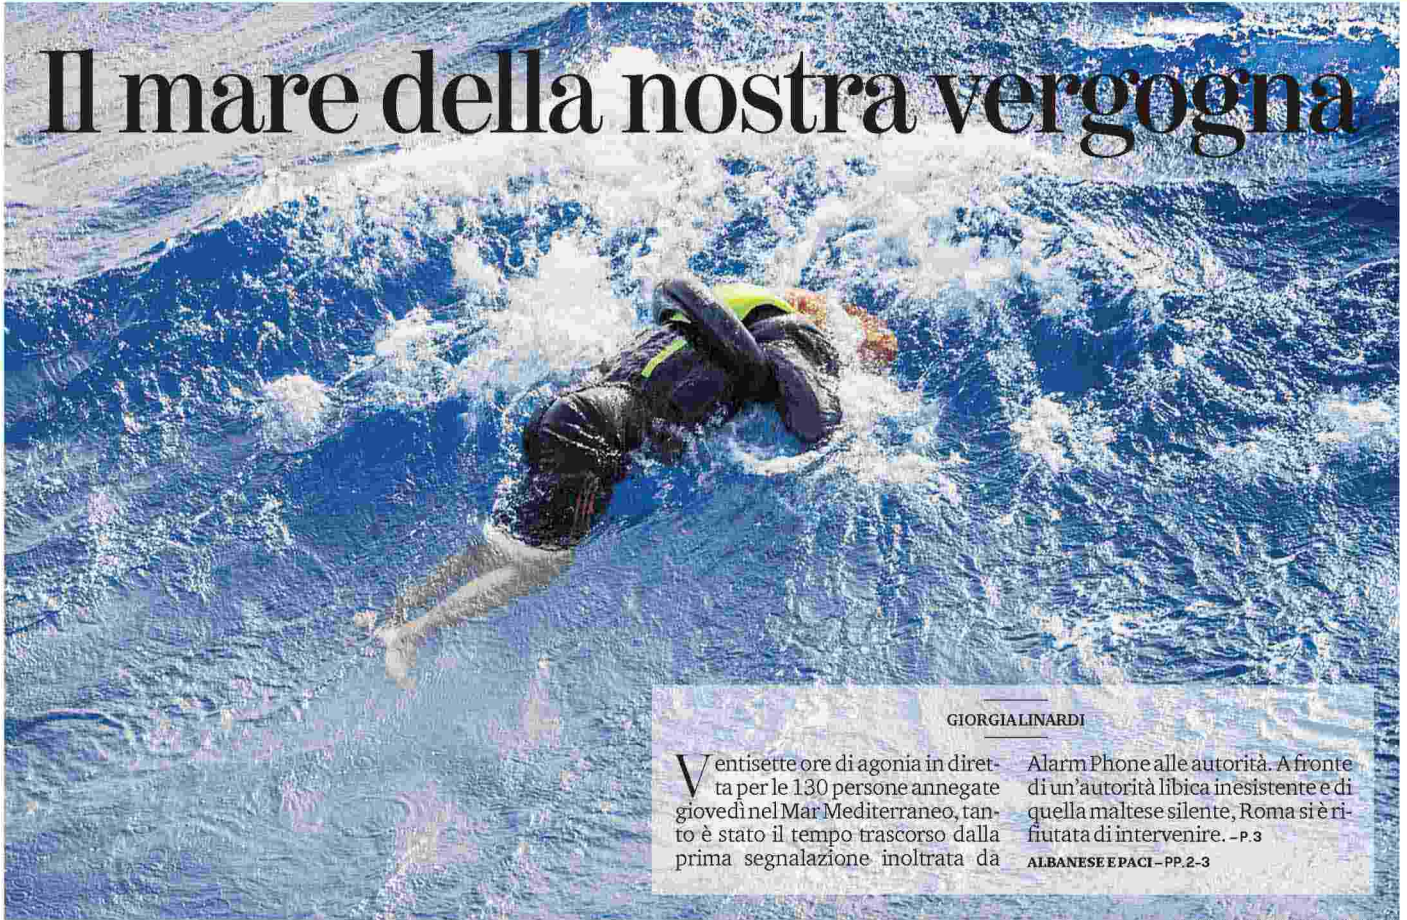 Il mare della nostra vergogna
GIORGIA LINARDI
Ventisette ore di agonia in diret-
ta per le 130 persone annegate
giovedì nel Mar Mediterraneo, tan-
to è stato il tempo trascorso dalla
prima segnalazione inoltrata da
Alarm Phone alle autorità. A fronte
di un'autorità libica inesistente e di
quella maltese silente, Roma si è ri-
fiutata di intervenire. – P. 3
ALBANESE E PACI – PP. 2-3